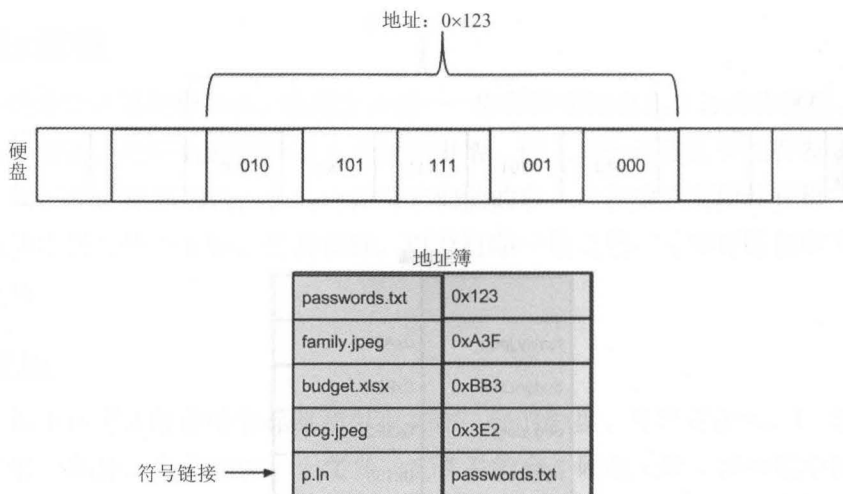 地址：0×123
硬盘
010 101 111 001 000
地址簿
passwords.txt 0x123
family.jpeg 0xA3F
budget.xlsx 0xBB3
dog.jpeg 0x3E2
符号链接 p.ln passwords.txt